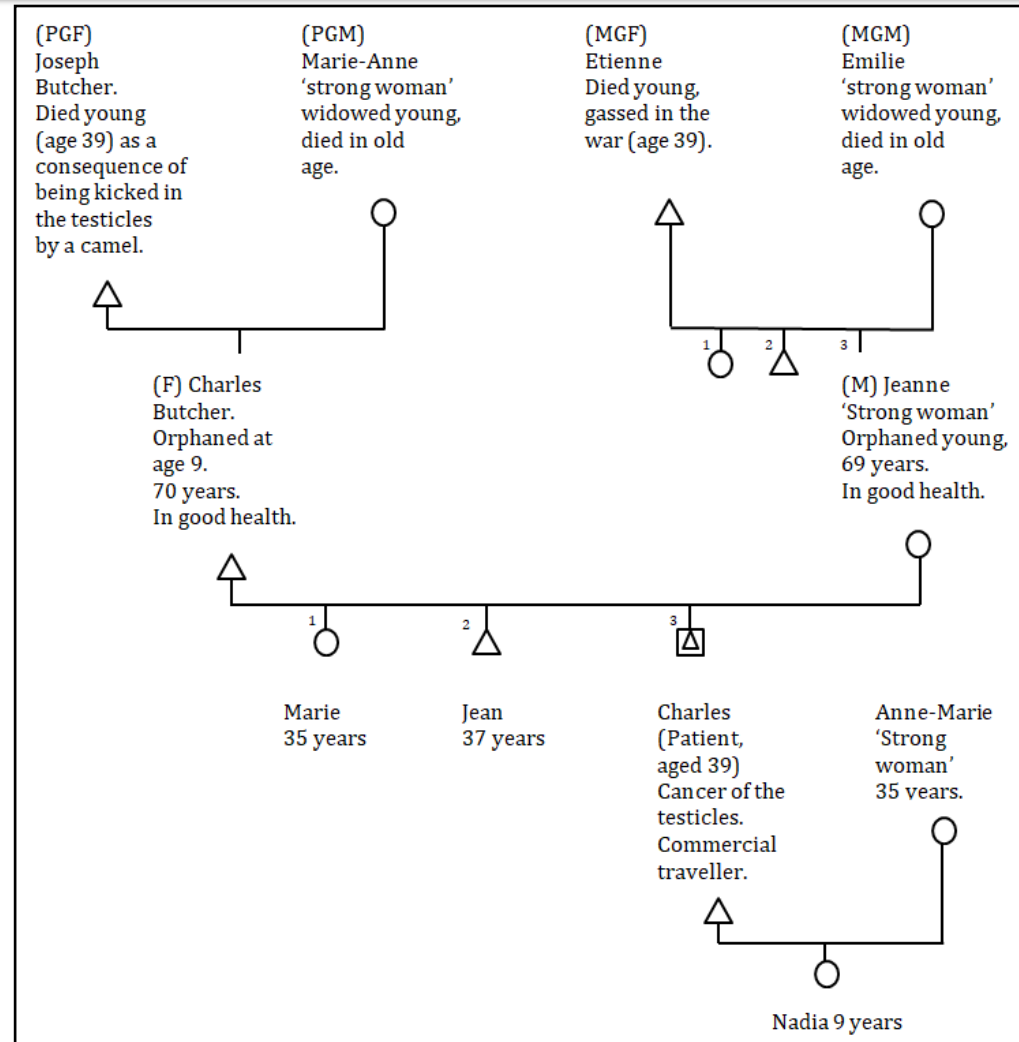 (PGF)
Joseph
Butcher.
Died young
(age 39) as a
consequence of
being kicked in
the testicles
by a camel.
(PGM)
Marie-Anne
‘strong woman’
widowed young,
died in old
age.
(MGF)
Etienne
Died young,
gassed in the
war (age 39).
(MGM)
Emilie
‘strong woman’
widowed young,
died in old
age.
1
2
3
(F) Charles
Butcher.
Orphaned at
age 9.
70 years.
In good health.
(M) Jeanne
‘Strong woman’
Orphaned young,
69 years.
In good health.
1
2
3
Marie
35 years
Jean
37 years
Charles
(Patient,
aged 39)
Cancer of the
testicles.
Commercial
traveller.
Anne-Marie
‘Strong
woman’
35 years.
Nadia 9 years